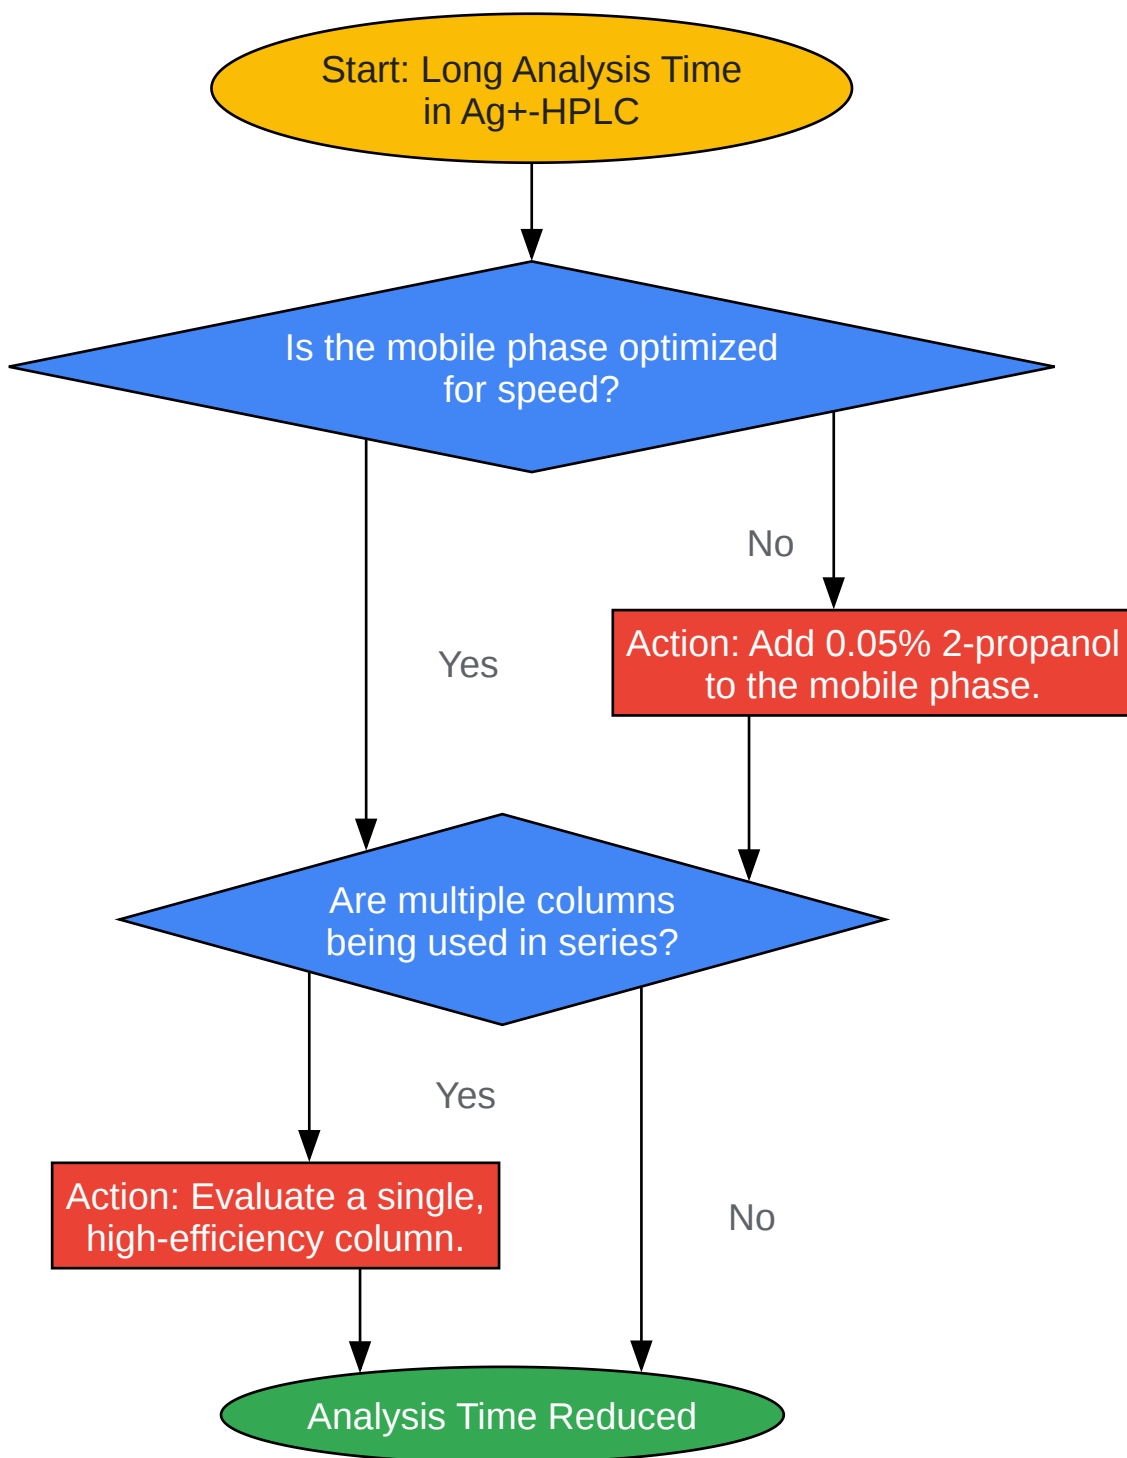 Start: Long Analysis Time
in Ag+-HPLC
Is the mobile phase optimized
for speed?
No
Action: Add 0.05% 2-propanol
to the mobile phase.
Yes
Are multiple columns
being used in series?
Yes
Action: Evaluate a single,
high-efficiency column.
No
Analysis Time Reduced